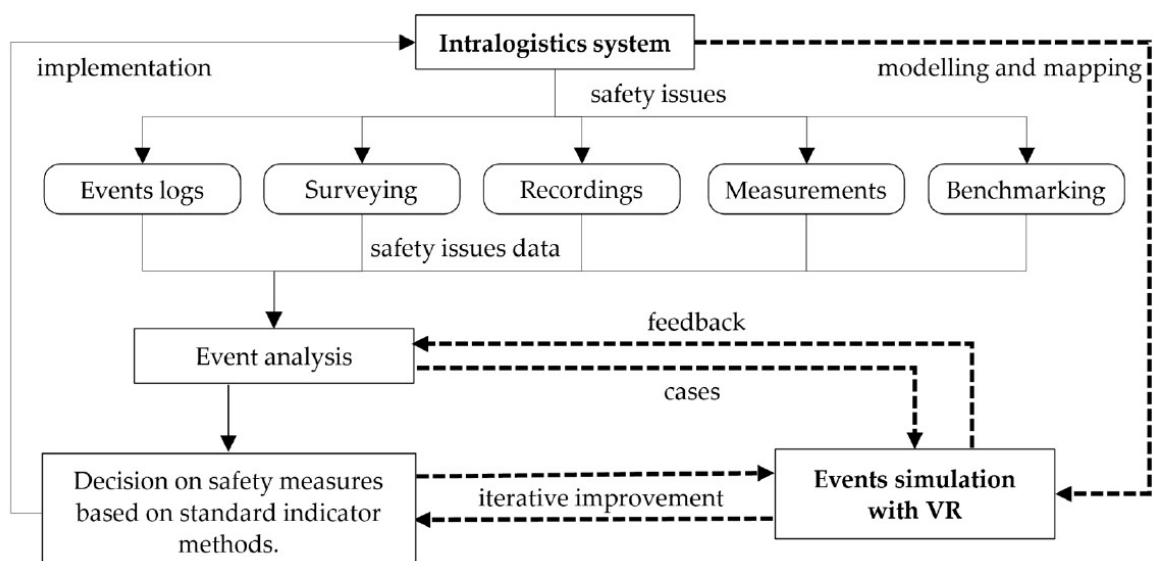 Intralogistics system
implementation
modelling and mapping
safety issues
Events logs
Surveying
Recordings
Measurements
Benchmarking
safety issues data
feedback
Event analysis
cases
Decision on safety measures
based on standard indicator
methods.
iterative improvement
Events simulation
with VR